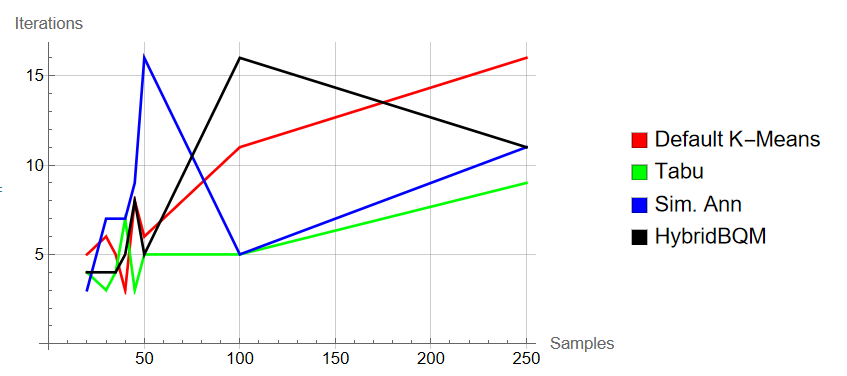 Iterations
15
10
5
50 100 150 200 250
Samples
Default K-Means
Tabu
Sim. Ann
HybridBQM